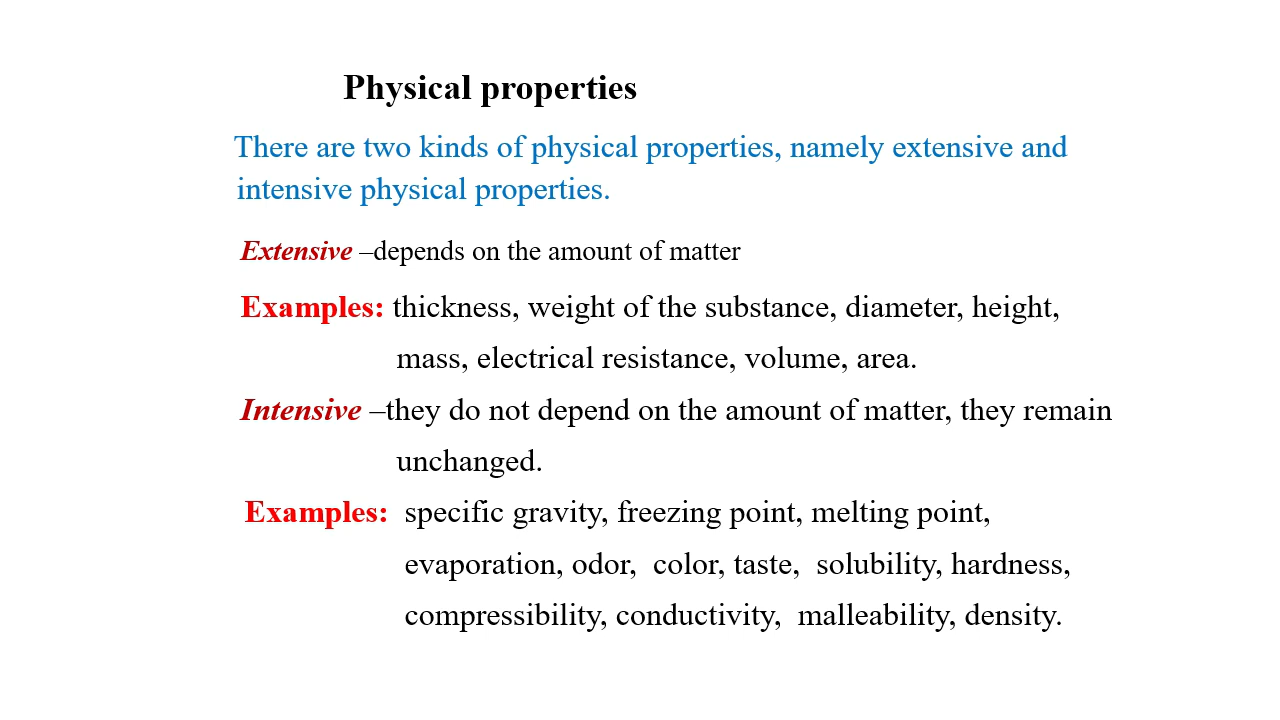 Physical properties
There are two kinds of physical properties, namely extensive and
intensive physical properties.
Extensive –depends on the amount of matter
Examples: thickness, weight of the substance, diameter, height,
mass, electrical resistance, volume, area.
Intensive –they do not depend on the amount of matter, they remain
unchanged.
Examples:  specific gravity, freezing point, melting point,
evaporation, odor,  color, taste,  solubility, hardness,
compressibility, conductivity,  malleability, density.